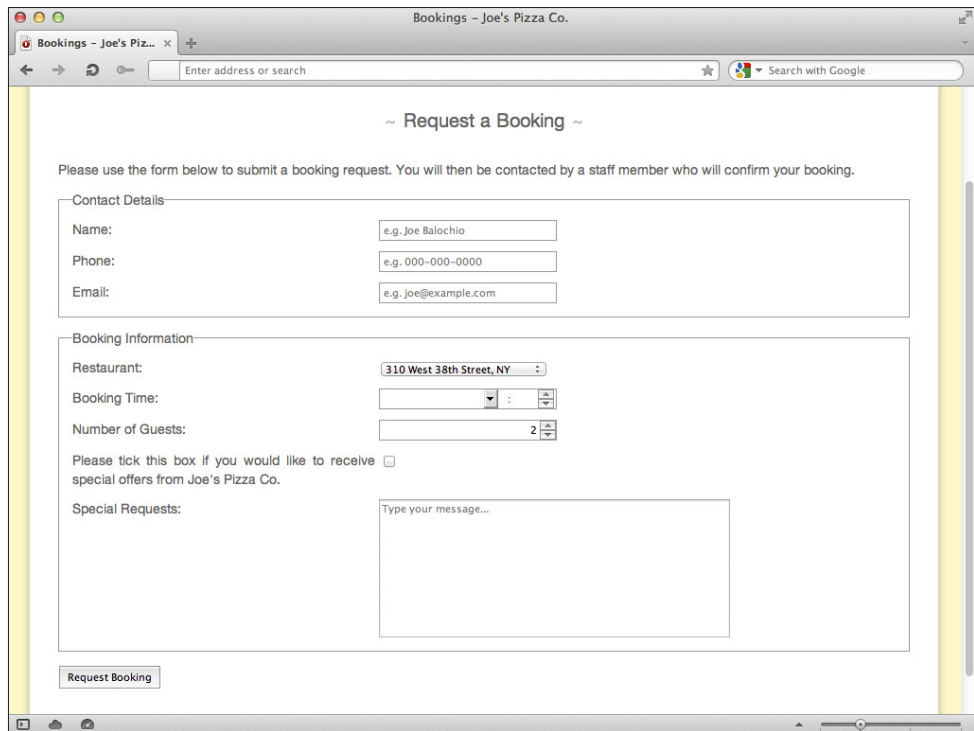 Bookings – Joe's Pizza Co.
Bookings – Joe's Piz...
Enter address or search
Search with Google
~ Request a Booking ~
Please use the form below to submit a booking request. You will then be contacted by a staff member who will confirm your booking.
Contact Details
Name:
e.g. Joe Balochio
Phone:
e.g. 000-000-0000
Email:
e.g. joe@example.com
Booking Information
Restaurant:
310 West 38th Street, NY
Booking Time:
:
Number of Guests:
2
Please tick this box if you would like to receive
special offers from Joe's Pizza Co.
Special Requests:
Type your message...
Request Booking